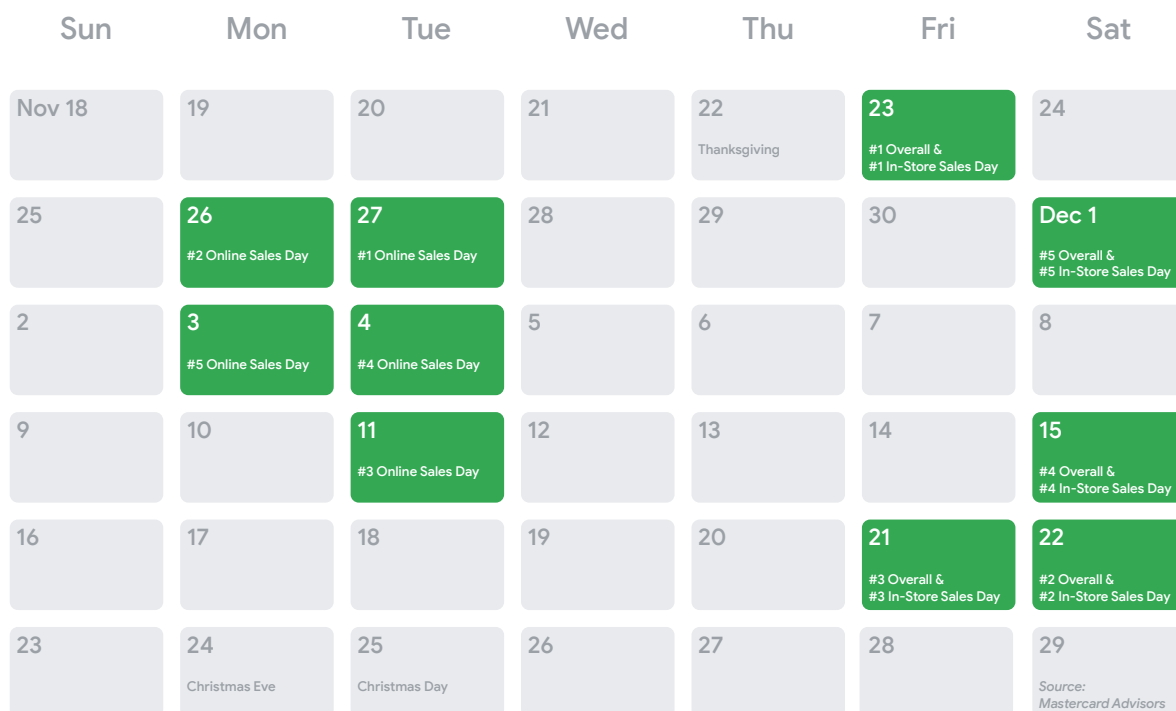 Sun Mon Tue Wed Thu Fri Sat
Nov 18 19 20 21 22 23 24
Thanksgiving
#1 Overall &
#1 In-Store Sales Day
25 26 27 28 29 30 Dec 1
#2 Online Sales Day
#1 Online Sales Day
#5 Overall &
#5 In-Store Sales Day
2 3 4 5 6 7 8
#5 Online Sales Day
#4 Online Sales Day
9 10 11 12 13 14 15
#3 Online Sales Day
#4 Overall &
#4 In-Store Sales Day
16 17 18 19 20 21 22
#3 Overall &
#3 In-Store Sales Day
#2 Overall &
#2 In-Store Sales Day
23 24 25 26 27 28 29
Christmas Eve
Christmas Day
Source:
Mastercard Advisors